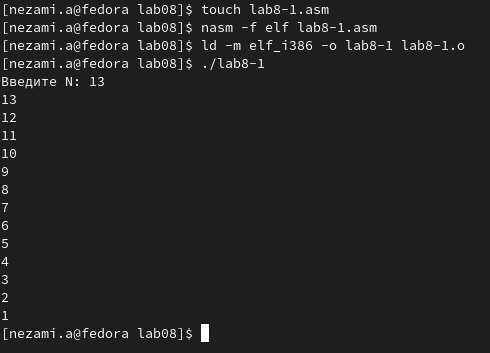 [nezami.a@fedora lab08]$ touch lab8-1.asm
[nezami.a@fedora lab08]$ nasm -f elf lab8-1.asm
[nezami.a@fedora lab08]$ ld -m elf_i386 -o lab8-1 lab8-1.o
[nezami.a@fedora lab08]$ ./lab8-1
Введите N: 13
13
12
11
10
9
8
7
6
5
4
3
2
1
[nezami.a@fedora lab08]$